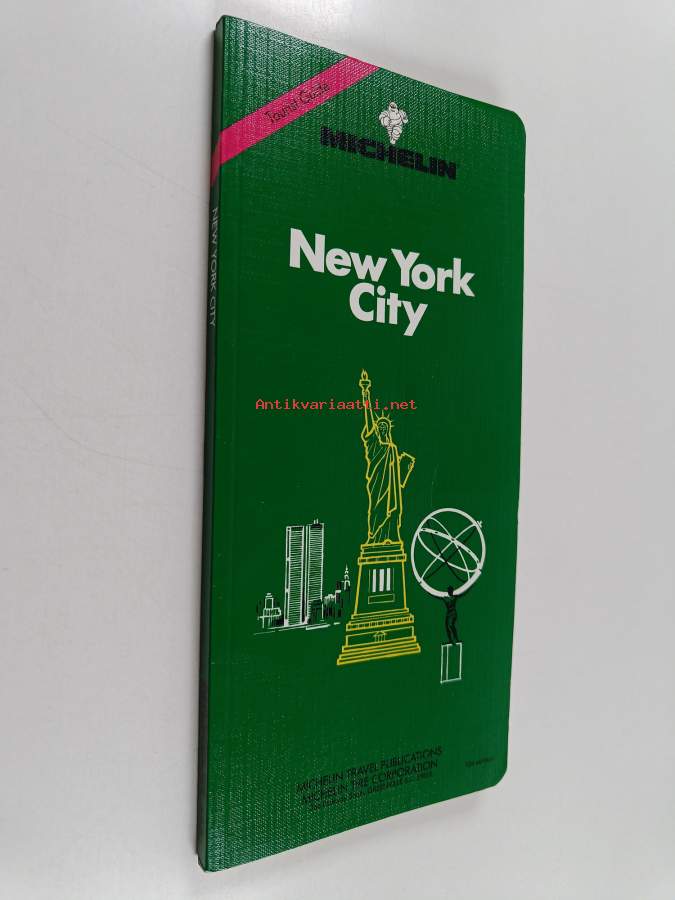 Tourist Guide
MICHELIN
New York
City
NEW YORK CITY
Antikvariaatti.net
MICHELIN TRAVEL PUBLICATIONS
MICHELIN TIRE CORPORATION